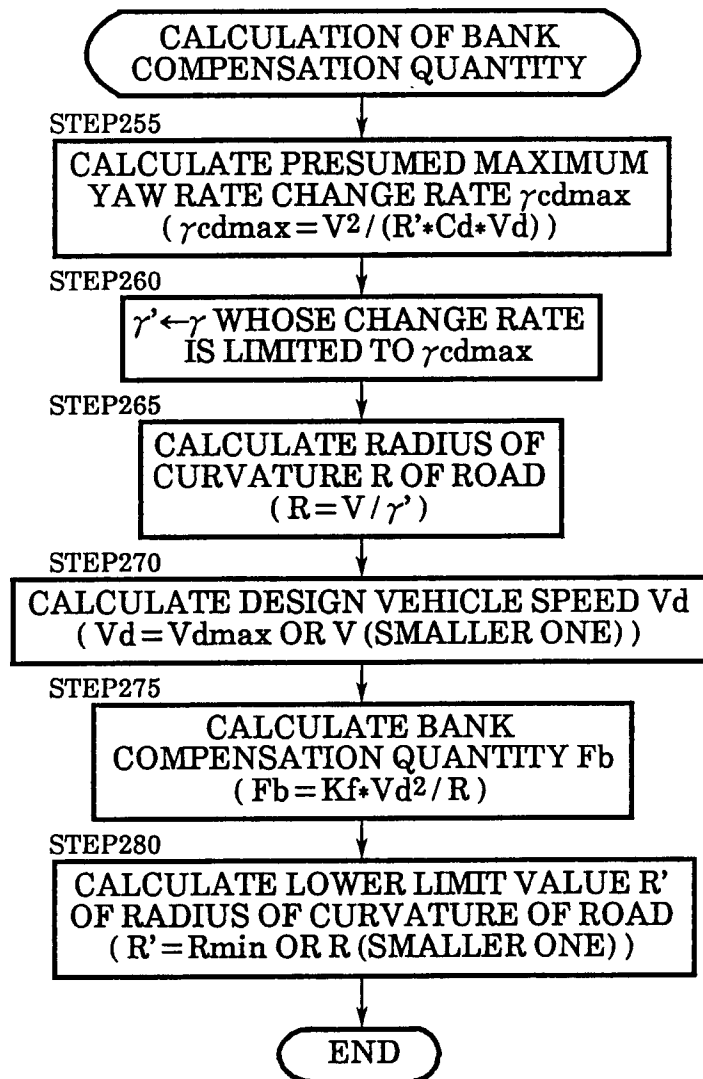 CALCULATION OF BANK
COMPENSATION QUANTITY
STEP255
CALCULATE PRESUMED MAXIMUM
YAW RATE CHANGE RATE γcdmax
( γcdmax=V²/(R'*Cd*Vd))
STEP260
γ'←γ WHOSE CHANGE RATE
IS LIMITED TO γcdmax
STEP265
CALCULATE RADIUS OF
CURVATURE R OF ROAD
( R=V/γ')
STEP270
CALCULATE DESIGN VEHICLE SPEED Vd
( Vd=Vdmax OR V (SMALLER ONE))
STEP275
CALCULATE BANK
COMPENSATION QUANTITY Fb
( Fb=Kf*Vd²/R)
STEP280
CALCULATE LOWER LIMIT VALUE R'
OF RADIUS OF CURVATURE OF ROAD
( R'=Rmin OR R (SMALLER ONE))
END